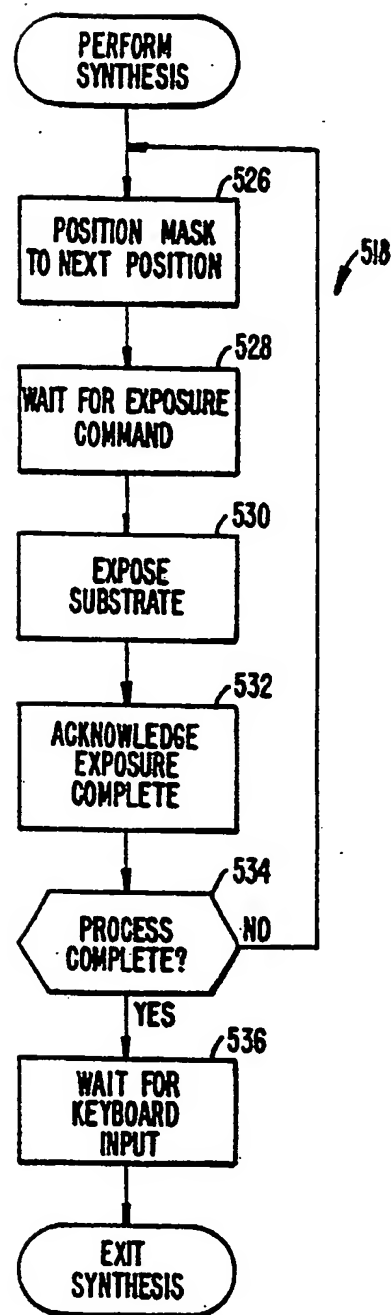 PERFORM
SYNTHESIS
526
POSITION MASK
TO NEXT POSITION
518
528
WAIT FOR EXPOSURE
COMMAND
530
EXPOSE
SUBSTRATE
532
ACKNOWLEDGE
EXPOSURE
COMPLETE
534
PROCESS
COMPLETE?
NO
YES
536
WAIT FOR
KEYBOARD
INPUT
EXIT
SYNTHESIS